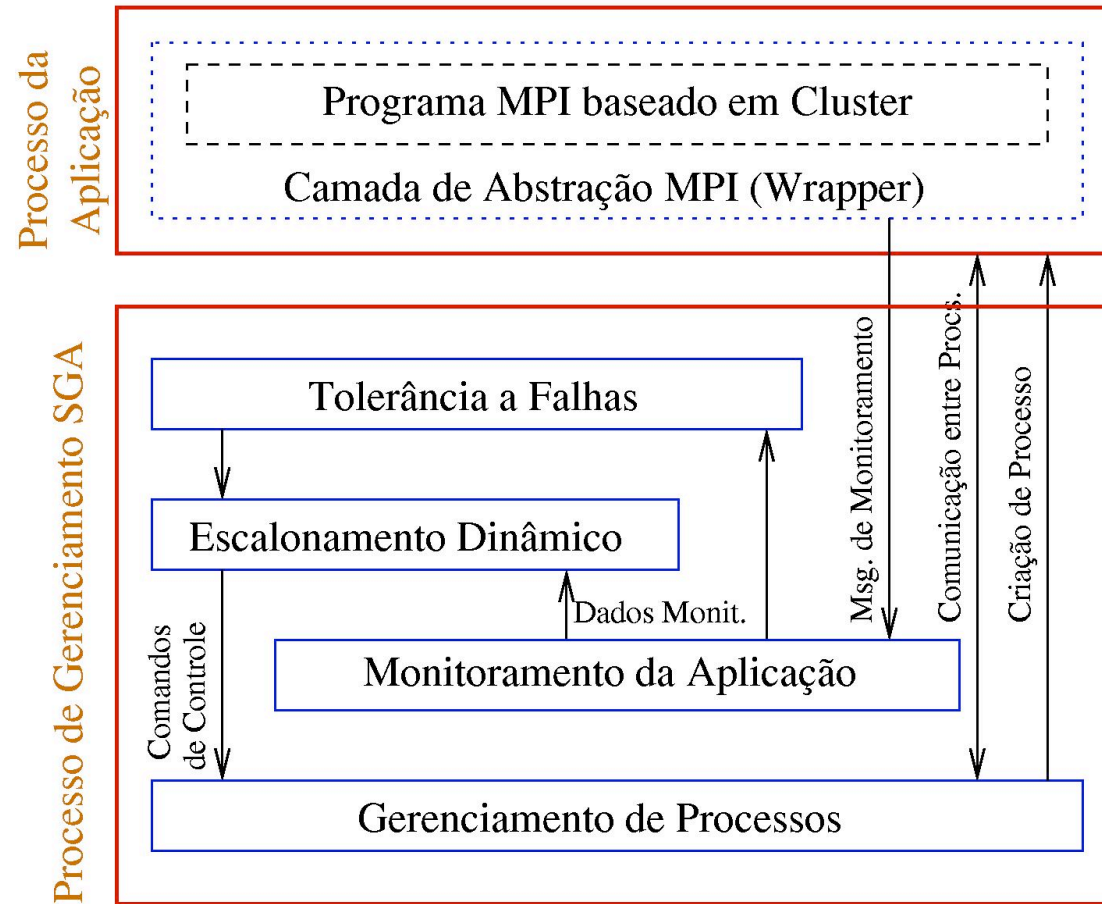 Processo da
Aplicação
Programa MPI baseado em Cluster
Camada de Abstração MPI (Wrapper)
Processo de Gerenciamento SGA
Tolerância a Falhas
Escalonamento Dinâmico
Dados Monit.
Monitoramento da Aplicação
Comandos
de Controle
Gerenciamento de Processos
Msg. de Monitoramento
Comunicação entre Procs.
Criação de Processo